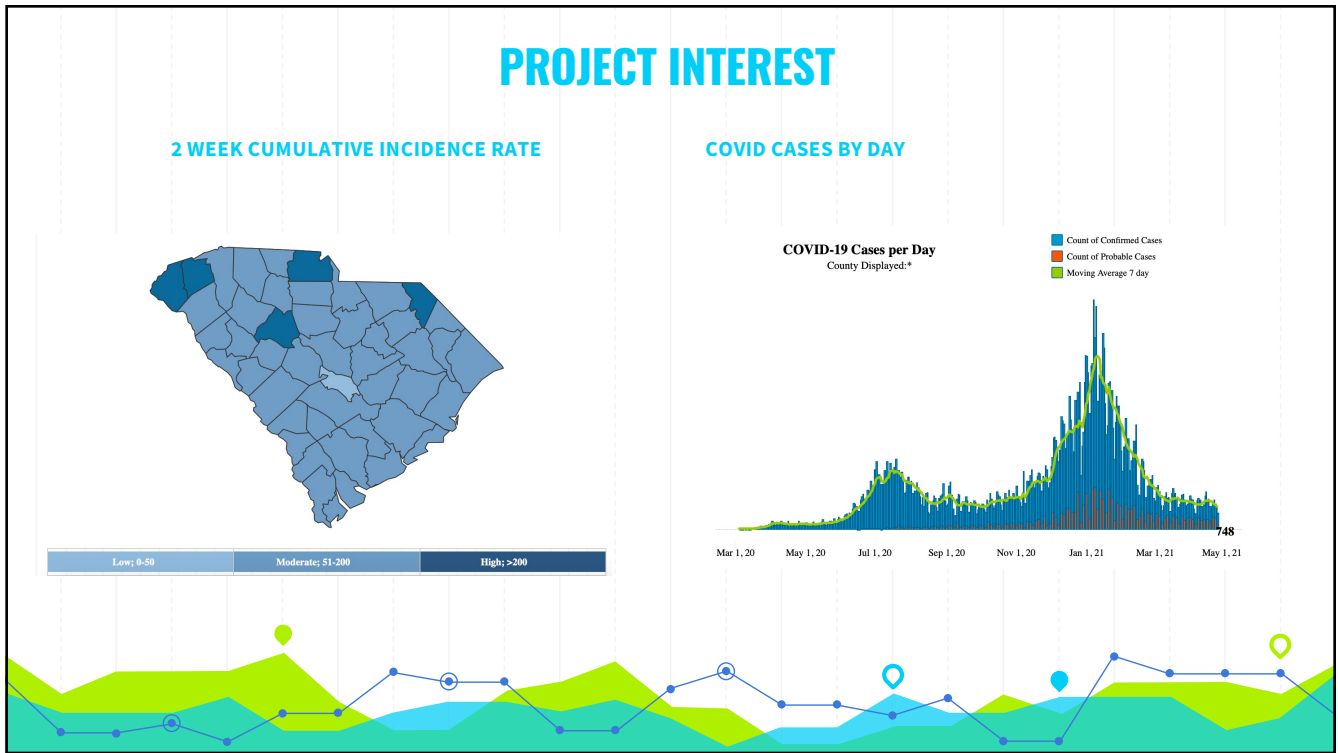 PROJECT INTEREST
2 WEEK CUMULATIVE INCIDENCE RATE
Low; 0-50
Moderate; 51-200
High; >200
COVID CASES BY DAY
COVID-19 Cases per Day
County Displayed:*
Count of Confirmed Cases
Count of Probable Cases
Moving Average 7 day
748
Mar 1, 20
May 1, 20
Jul 1, 20
Sep 1, 20
Nov 1, 20
Jan 1, 21
Mar 1, 21
May 1, 21